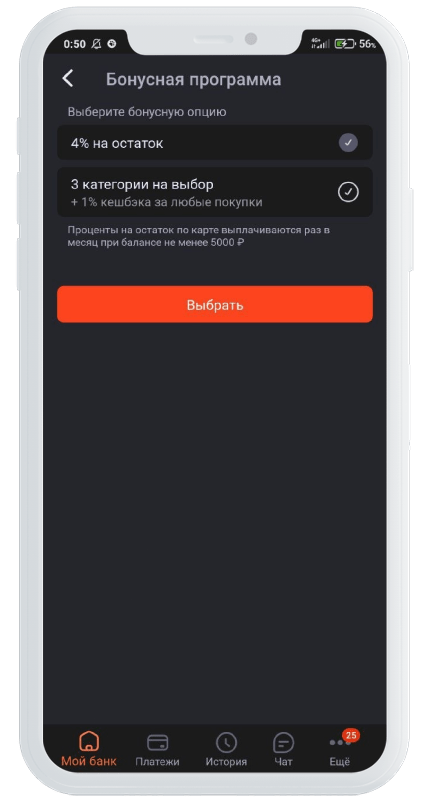 0:50
4G+
56%
Бонусная программа
Выберите бонусную опцию
4% на остаток
3 категории на выбор
+ 1% кешбэка за любые покупки
Проценты на остаток по карте выплачиваются раз в
месяц при балансе не менее 5000 ₽
Выбрать
25
Мой банк
Платежи
История
Чат
Ещё